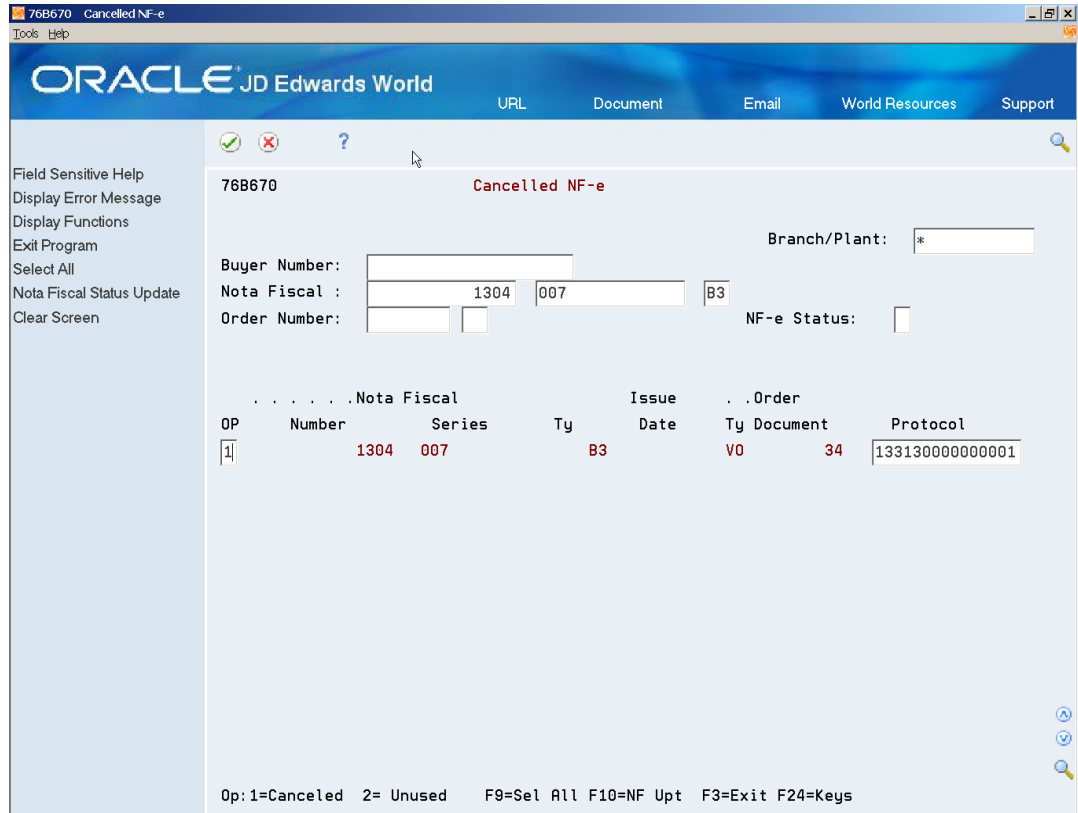 76B670 Cancelled NF-e
Tools Help
ORACLE JD Edwards World
URL Document Email World Resources Support
?
Field Sensitive Help
Display Error Message
Display Functions
Exit Program
Select All
Nota Fiscal Status Update
Clear Screen
76B670 Cancelled NF-e
Branch/Plant: *
Buyer Number:
Nota Fiscal : 1304 007 B3
Order Number: NF-e Status:
. . . . . .Nota Fiscal Issue . .Order
OP Number Series Ty Date Ty Document Protocol
1 1304 007 B3 VO 34 133130000000001
Op:1=Canceled 2= Unused F9=Sel All F10=NF Upt F3=Exit F24=Keys